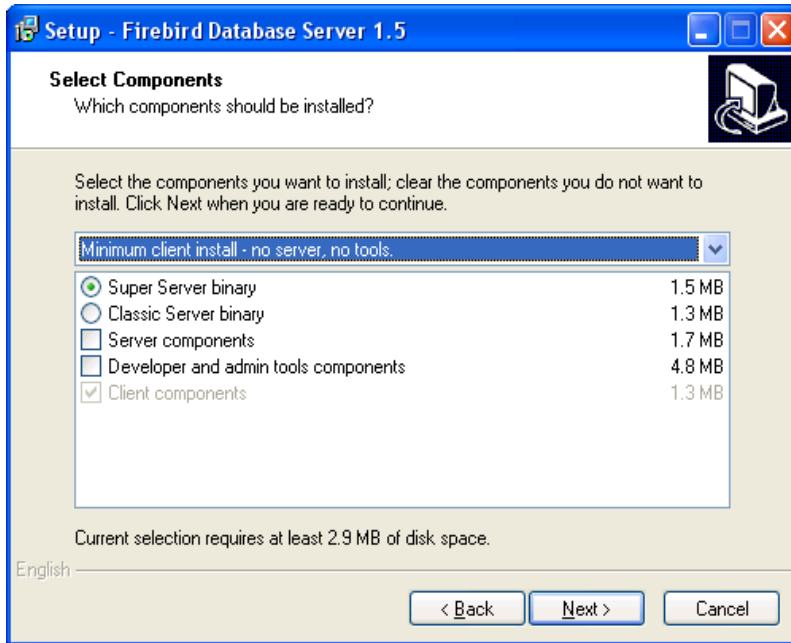 Setup - Firebird Database Server 1.5
Select Components
Which components should be installed?
Select the components you want to install; clear the components you do not want to
install. Click Next when you are ready to continue.
Minimum client install - no server, no tools.
Super Server binary 1.5 MB
Classic Server binary 1.3 MB
Server components 1.7 MB
Developer and admin tools components 4.8 MB
Client components 1.3 MB
Current selection requires at least 2.9 MB of disk space.
English
< Back Next > Cancel